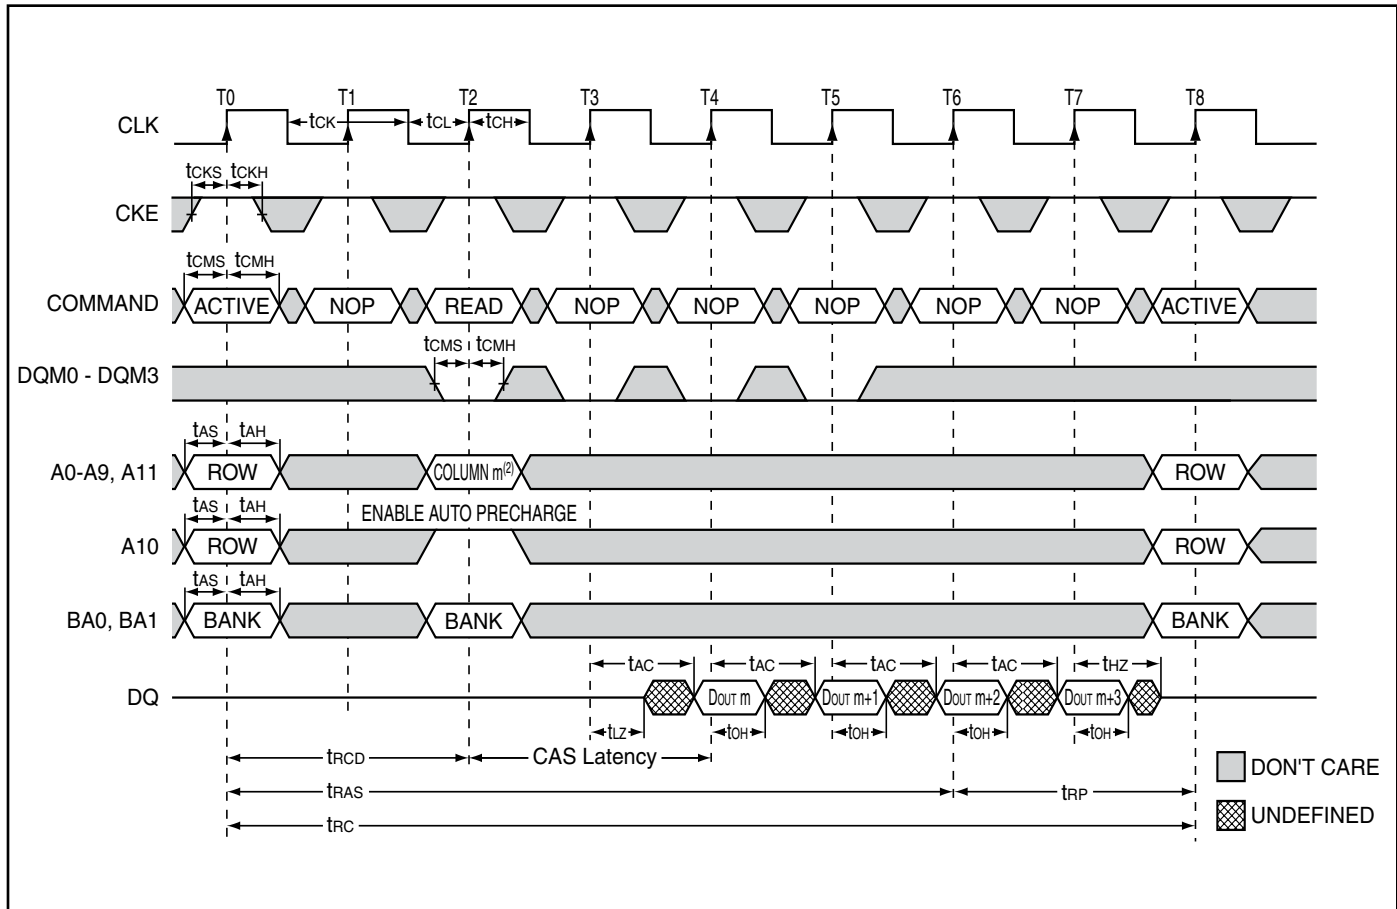 T0 T1 T2 T3 T4 T5 T6 T7 T8
CLK tCK tCL tCH
tCKS tCKH
CKE
tCMS tCMH
COMMAND ACTIVE NOP READ NOP NOP NOP NOP NOP ACTIVE
tCMS tCMH
DQM0 - DQM3
tAS tAH
A0-A9, A11 ROW COLUMN m(2) ROW
tAS tAH ENABLE AUTO PRECHARGE
A10 ROW ROW
tAS tAH
BA0, BA1 BANK BANK BANK
tAC tAC tAC tAC tHZ
DQ DOUT m DOUT m+1 DOUT m+2 DOUT m+3
tLZ tOH tOH tOH tOH
tRCD CAS Latency
DON'T CARE
tRAS tRP
UNDEFINED
tRC